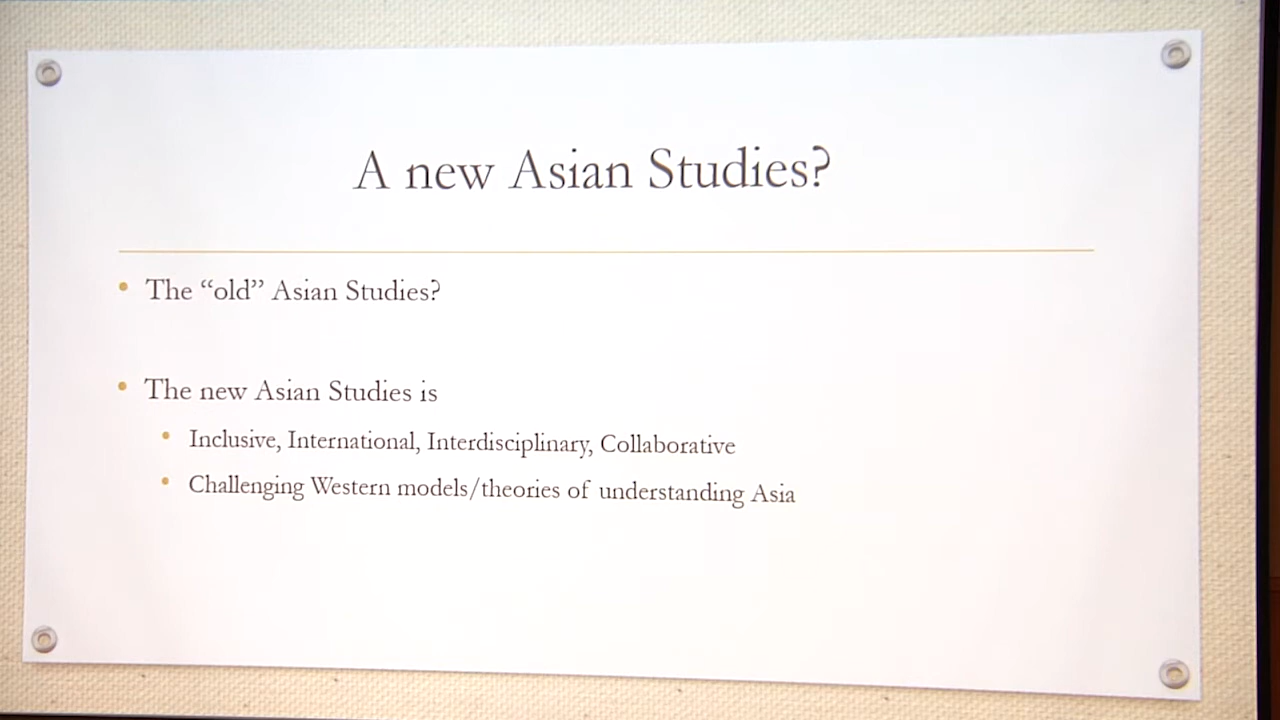 A new Asian Studies?
The “old” Asian Studies?
The new Asian Studies is
Inclusive, International, Interdisciplinary, Collaborative
Challenging Western models/theories of understanding Asia